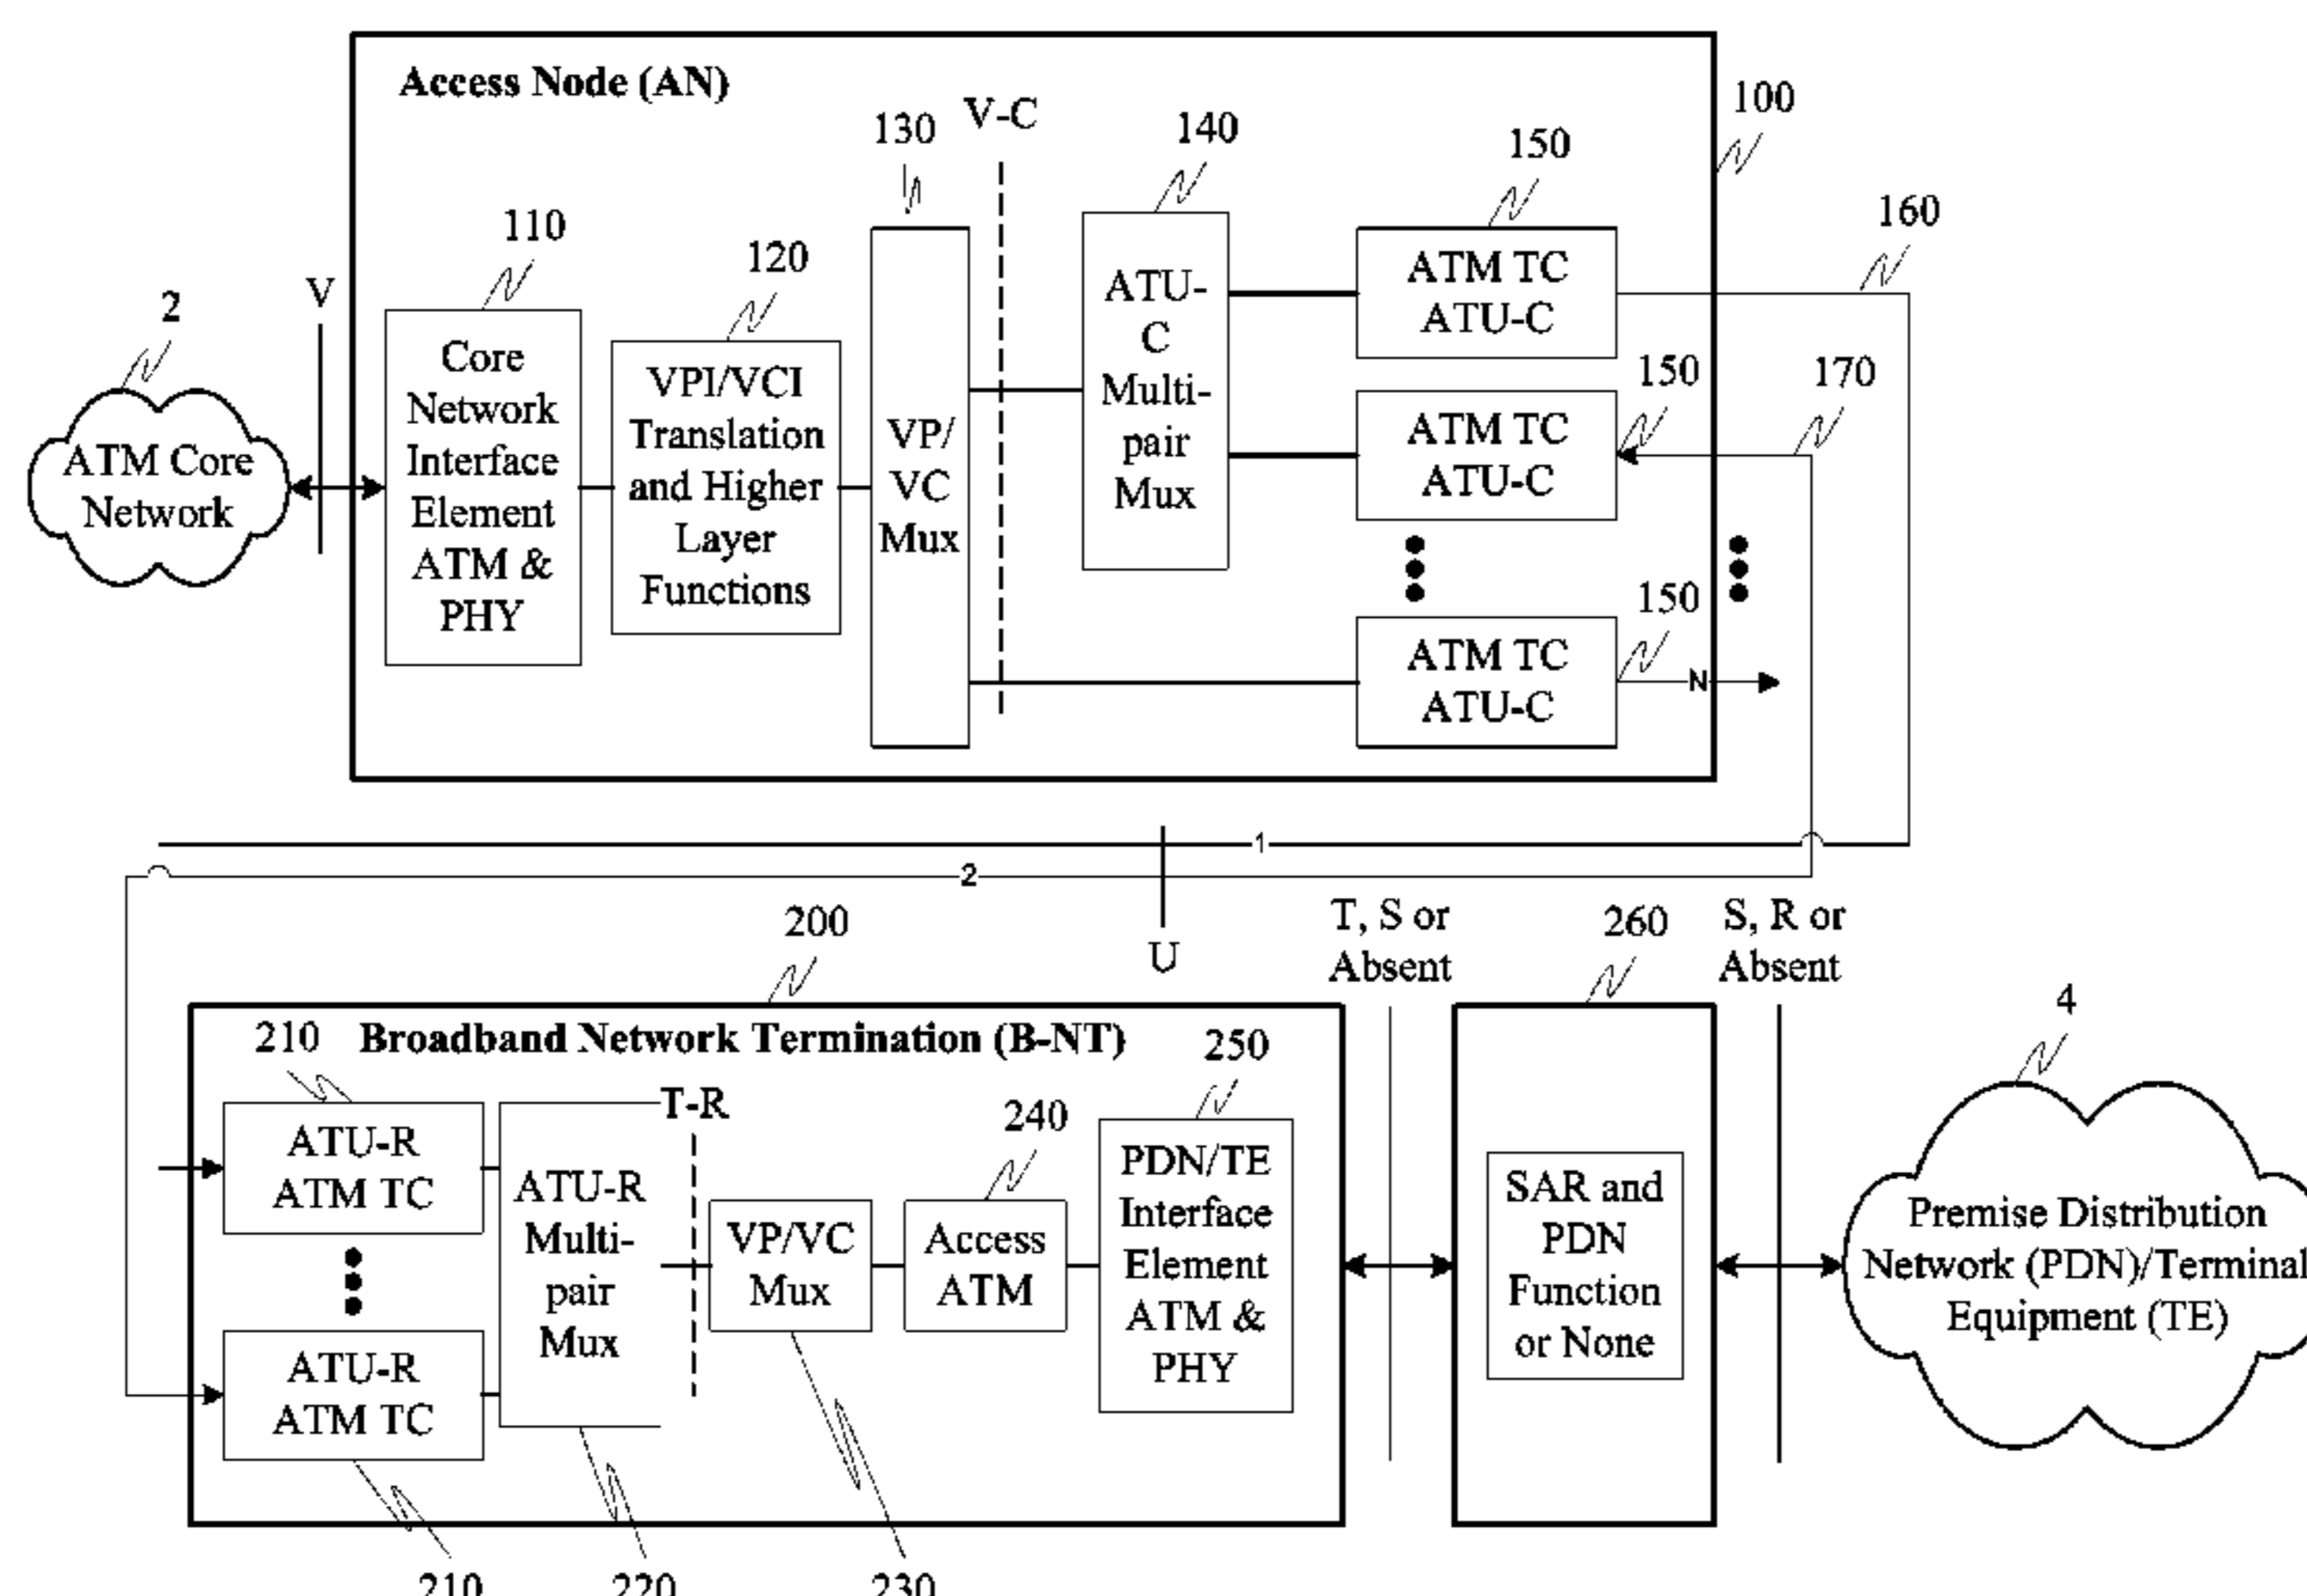 Access Node (AN)
V-C
100
130
140
150
160
110
120
V
2
ATM Core
Network
Core
Network
Interface
Element
ATM &
PHY
VPI/VCI
Translation
and Higher
Layer
Functions
VP/
VC
Mux
ATU-
C
Multi-
pair
Mux
ATM TC
ATU-C
150
170
ATM TC
ATU-C
150
ATM TC
ATU-C
N
1
2
U
200
T, S or
Absent
260
S, R or
Absent
4
Broadband Network Termination (B-NT)
210
250
T-R
240
ATU-R
ATM TC
ATU-R
ATM TC
ATU-R
Multi-
pair
Mux
VP/VC
Mux
Access
ATM
PDN/TE
Interface
Element
ATM &
PHY
SAR and
PDN
Function
or None
Premise Distribution
Network (PDN)/Terminal
Equipment (TE)
210
220
230